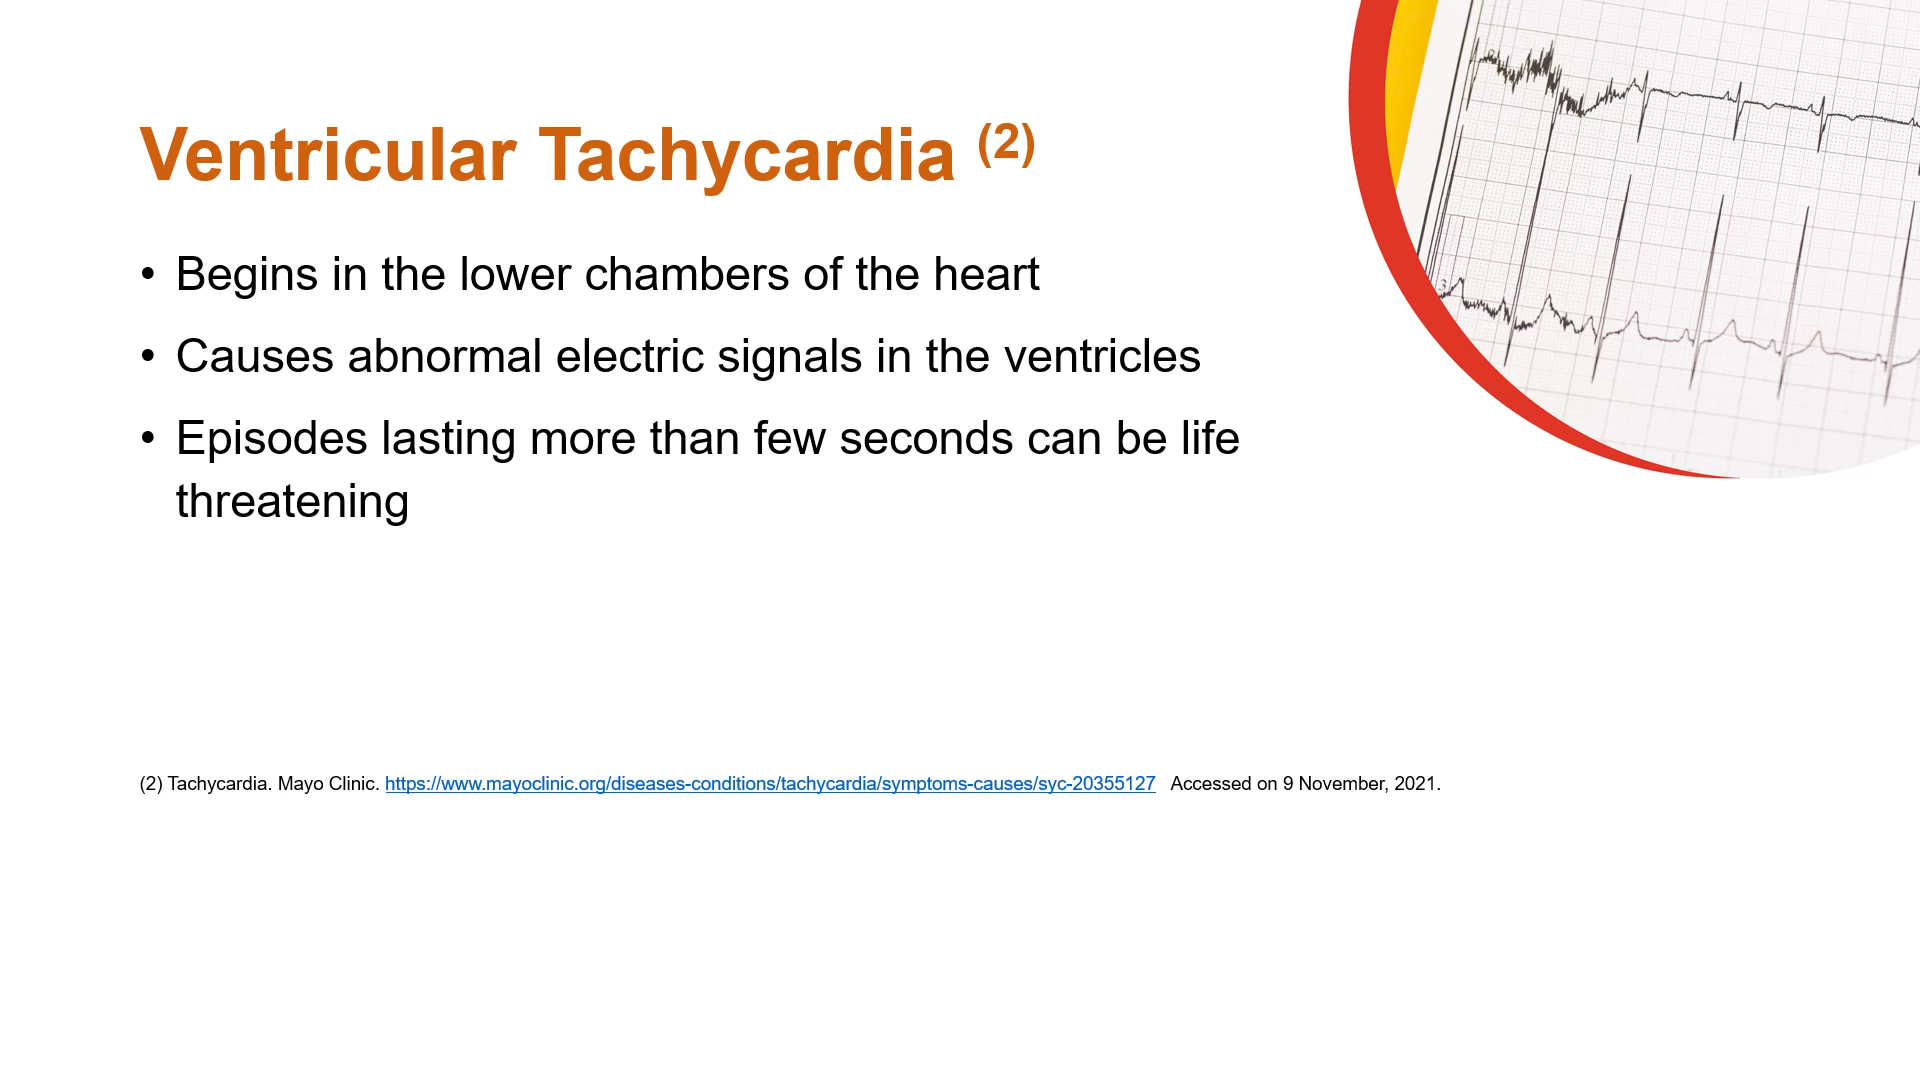 Ventricular Tachycardia (2)
• Begins in the lower chambers of the heart
• Causes abnormal electric signals in the ventricles
• Episodes lasting more than few seconds can be life
threatening
3
(2) Tachycardia. Mayo Clinic. https://www.mayoclinic.org/diseases-conditions/tachycardia/symptoms-causes/syc-20355127 Accessed on 9 November, 2021.